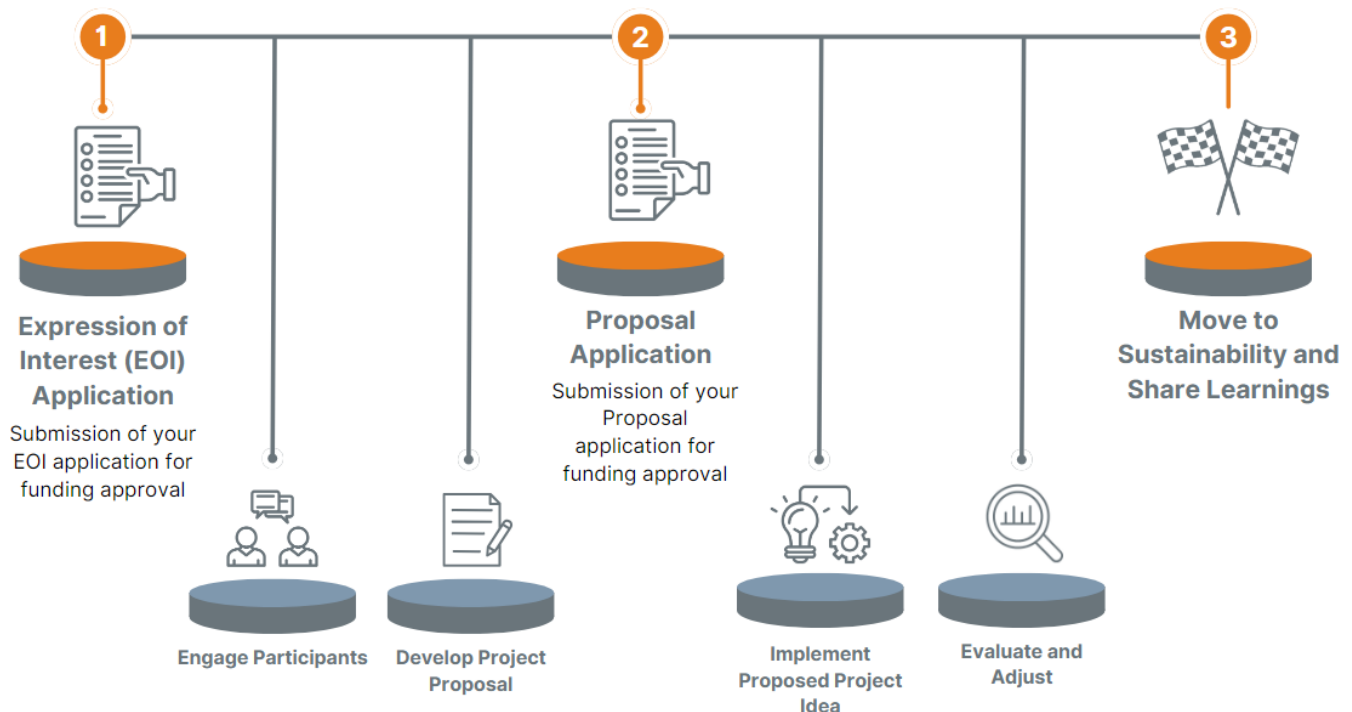 1
2
3
Expression of
Interest (EOI)
Application
Submission of your
EOI application for
funding approval
Engage Participants
Develop Project
Proposal
Proposal
Application
Submission of your
Proposal
application for
funding approval
Implement
Proposed Project
Idea
Evaluate and
Adjust
Move to
Sustainability and
Share Learnings